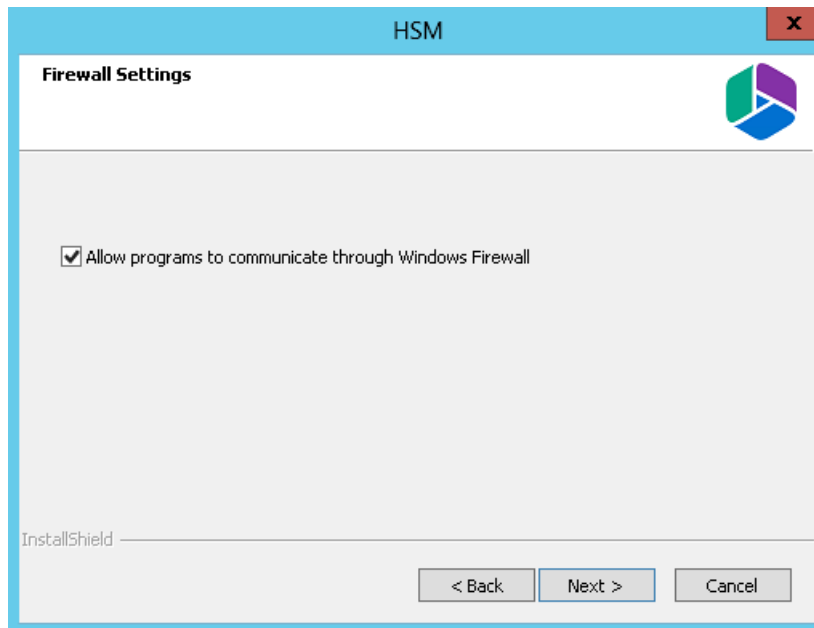 HSM
x
Firewall Settings
Allow programs to communicate through Windows Firewall
InstallShield
< Back
Next >
Cancel